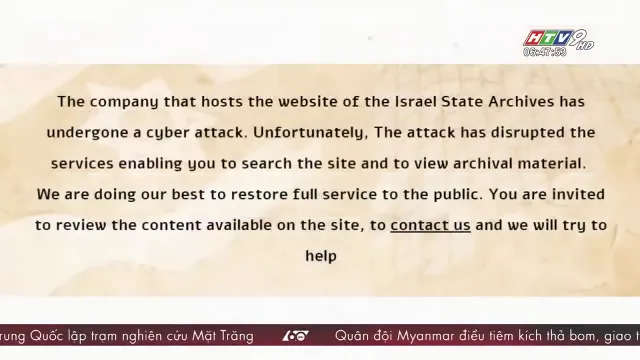 HTV9 HD
06:47:53
The company that hosts the website of the Israel State Archives has
undergone a cyber attack. Unfortunately, The attack has disrupted the
services enabling you to search the site and to view archival material.
We are doing our best to restore full service to the public. You are invited
to review the content available on the site, to contact us and we will try to
help
rung Quốc lập trạm nghiên cứu Mặt Trăng 60 Quân đội Myanmar điều tiêm kích thả bom, giao t